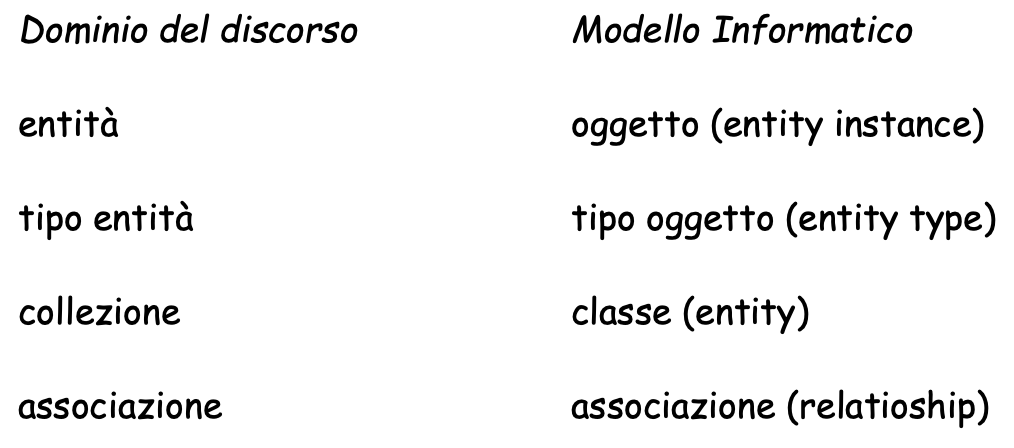 Dominio del discorso Modello Informatico
entità oggetto (entity instance)
tipo entità tipo oggetto (entity type)
collezione classe (entity)
associazione associazione (relatioship)